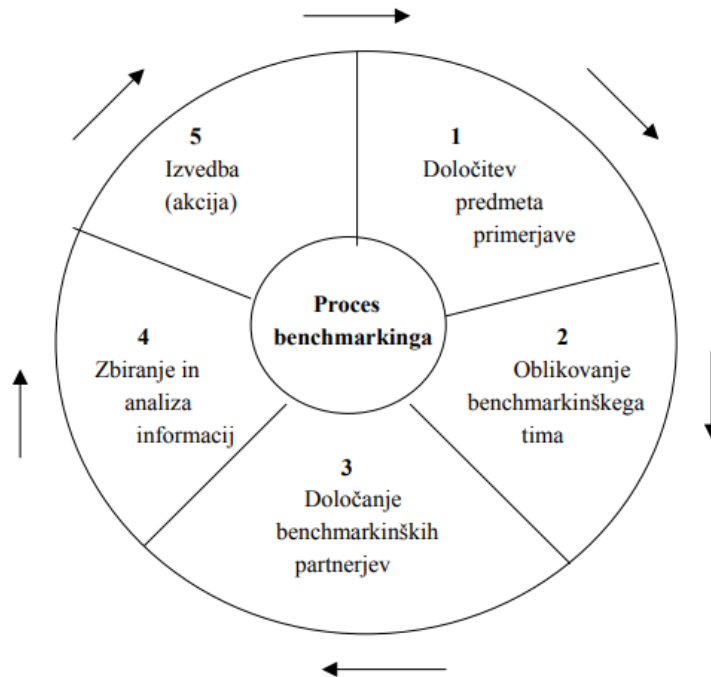 1
Določitev
predmeta
primerjave
2
Oblikovanje
benchmarkinškega
tima
3
Določanje
benchmarkinških
partnerjev
4
Zbiranje in
analiza
informacij
5
Izvedba
(akcija)
Proces
benchmarkinga